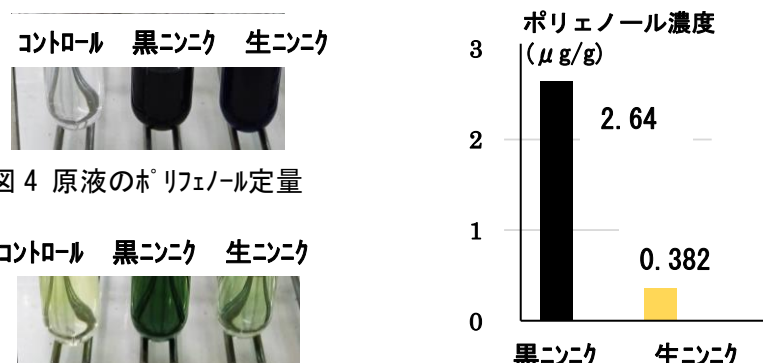 コントロール 黒ニンニク 生ニンニク
図 4 原液のポリフェノール定量
コントロール 黒ニンニク 生ニンニク
ポリェノール濃度
(μg/g)
3
2.64
2
1
0.382
0
黒ニンニク 生ニンニク